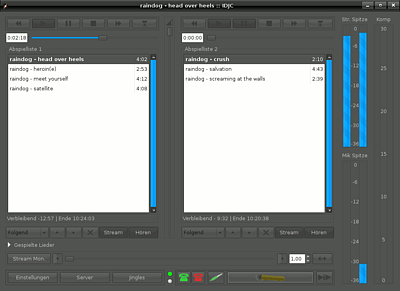 raindog - head over heels :: IDJC
Str. Spitze
Komp
0:02:18
0:00:00
Abspielliste 1
Abspielliste 2
raindog - head over heels 4:02
raindog - heroin(e) 2:53
raindog - meet yourself 4:12
raindog - satellite 4:08
raindog - crush 2:10
raindog - salvation 4:43
raindog - screaming at the walls 2:39
0
-6
-12
-18
-24
-30
-36
30
25
20
15
10
5
0
Mik Spitze
0
-6
-12
-18
-24
-30
-36
Verbleibend -12:57 | Ende 10:24:03
Verbleibend - 9:32 | Ende 10:20:38
Folgend
Stream
Hören
Folgend
Stream
Hören
Gespielte Lieder
Stream Mon.
1,00
Einstellungen
Server
Jingles